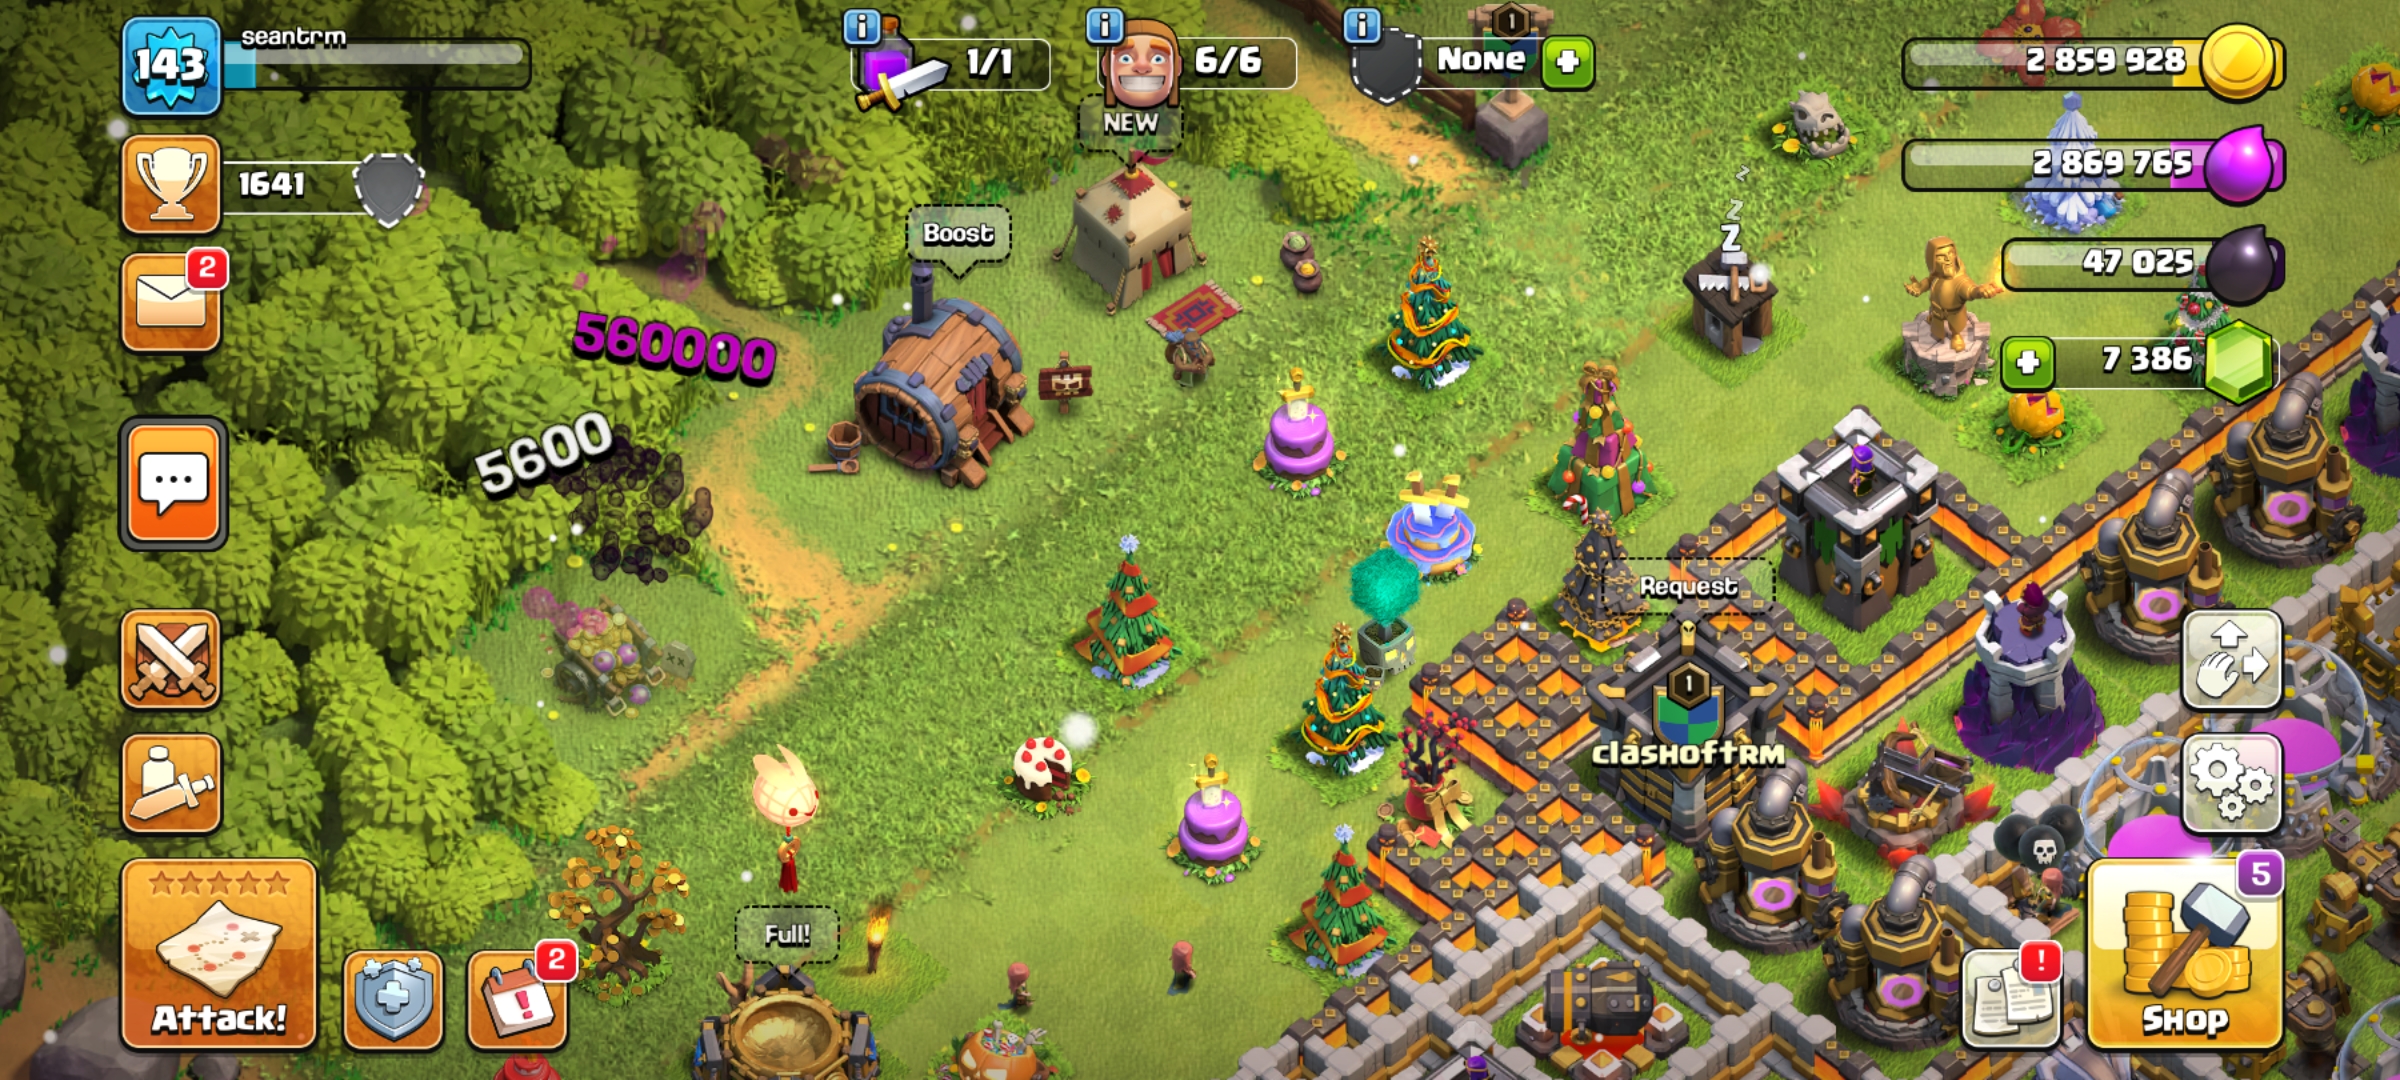 143
seantrm
1/1
6/6
None
1
2 859 928
NEW
1641
2 869 765
2
Boost
z
z
Z
47 025
560000
7 386
5600
Request
1
clashoftrm
5
Full!
2
!
Attack!
Shop